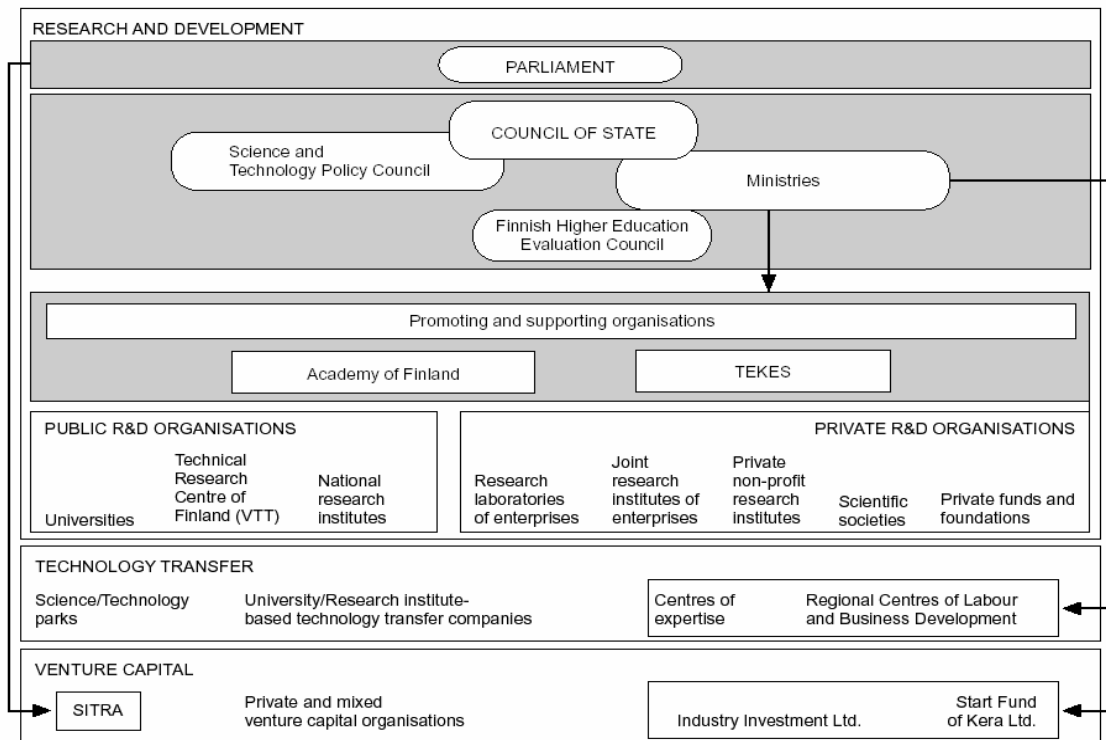 RESEARCH AND DEVELOPMENT
PARLIAMENT
COUNCIL OF STATE
Science and
Technology Policy Council
Ministries
Finnish Higher Education
Evaluation Council
Promoting and supporting organisations
Academy of Finland
TEKES
PUBLIC R&D ORGANISATIONS
Universities
Technical
Research
Centre of
Finland (VTT)
National
research
institutes
PRIVATE R&D ORGANISATIONS
Research
laboratories
of enterprises
Joint
research
institutes of
enterprises
Private
non-profit
research
institutes
Scientific
societies
Private funds and
foundations
TECHNOLOGY TRANSFER
Science/Technology
parks
University/Research institute-
based technology transfer companies
Centres of
expertise
Regional Centres of Labour
and Business Development
VENTURE CAPITAL
SITRA
Private and mixed
venture capital organisations
Industry Investment Ltd.
Start Fund
of Kera Ltd.